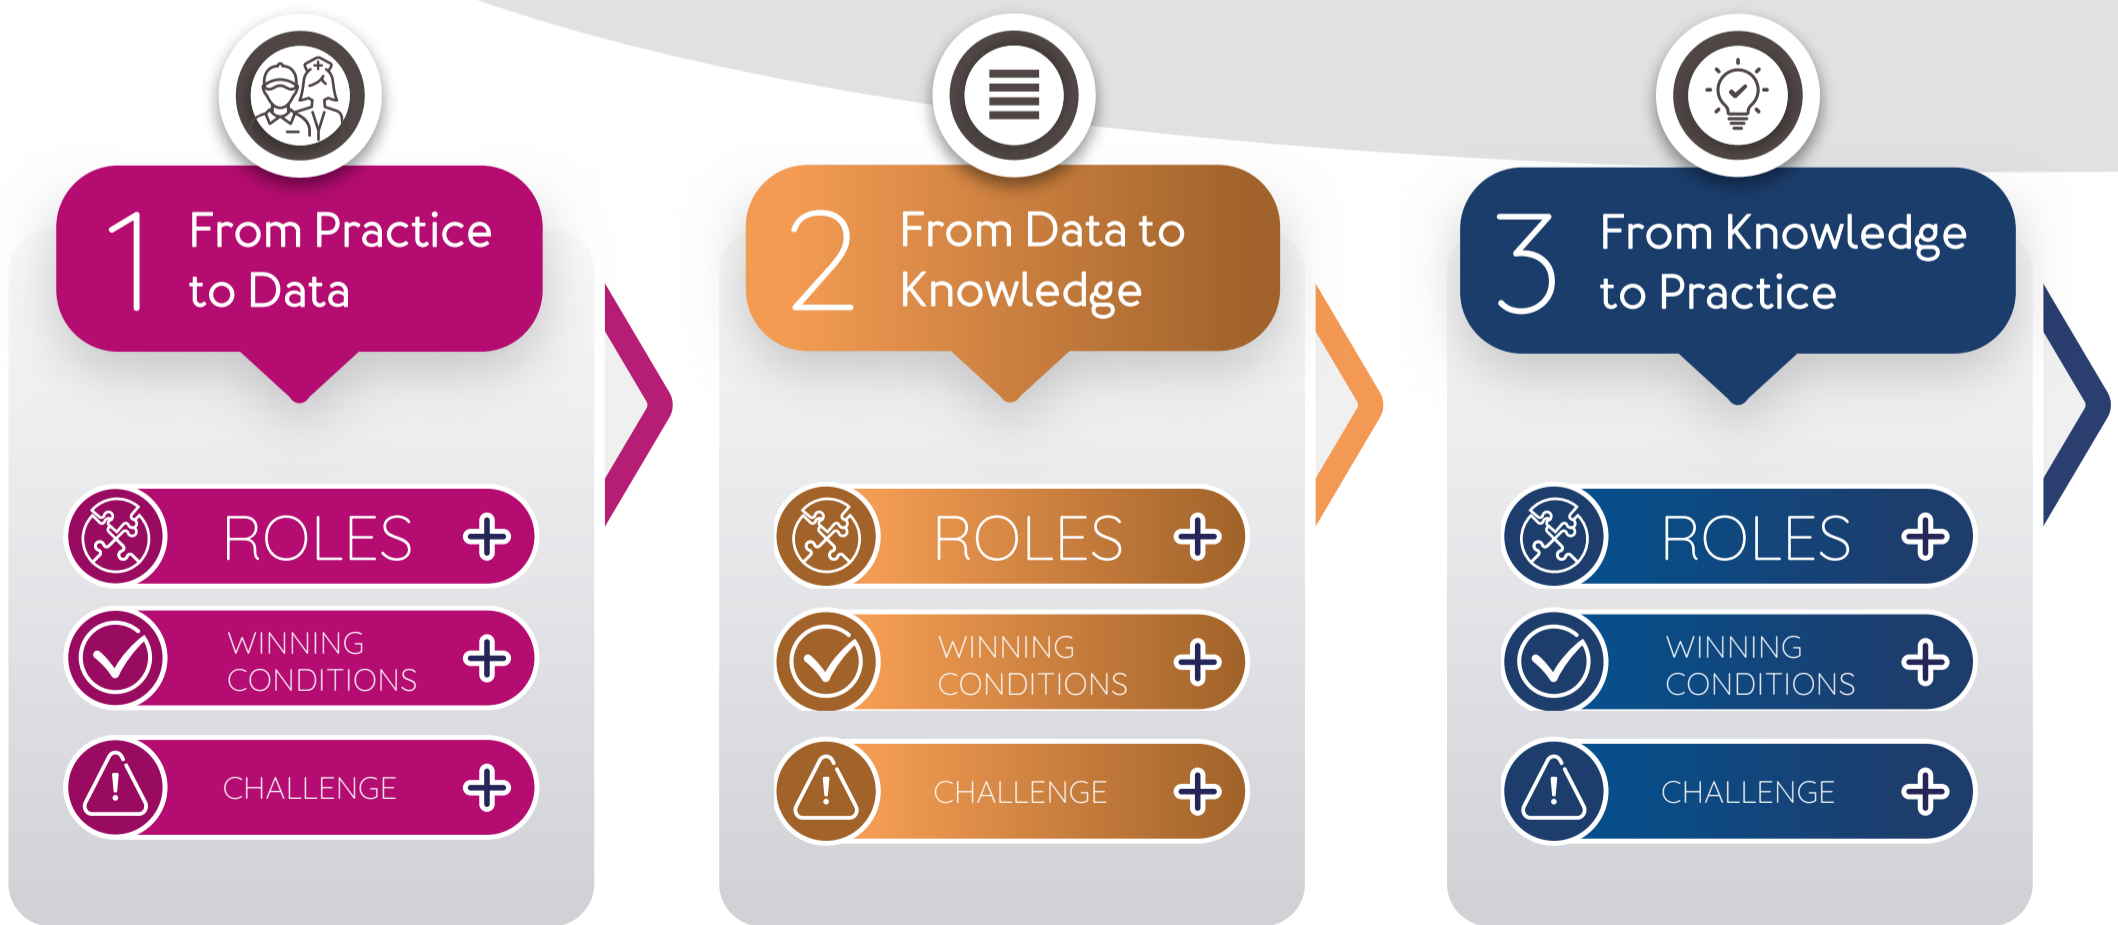 1
From Practice
to Data
ROLES
WINNING
CONDITIONS
CHALLENGE
2
From Data to
Knowledge
ROLES
WINNING
CONDITIONS
CHALLENGE
3
From Knowledge
to Practice
ROLES
WINNING
CONDITIONS
CHALLENGE